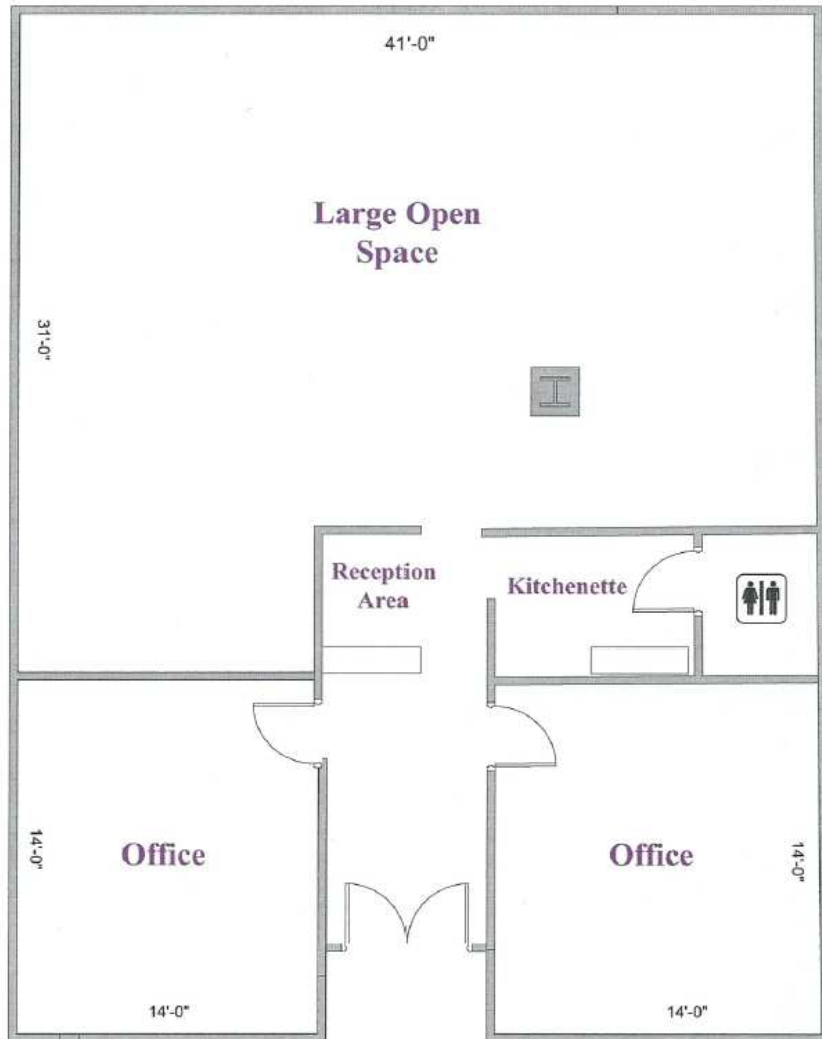 41'-0"
Large Open
Space
31'-0"
Reception
Area
Kitchenette
Office
14'-0"
14'-0"
Office
14'-0"
14'-0"